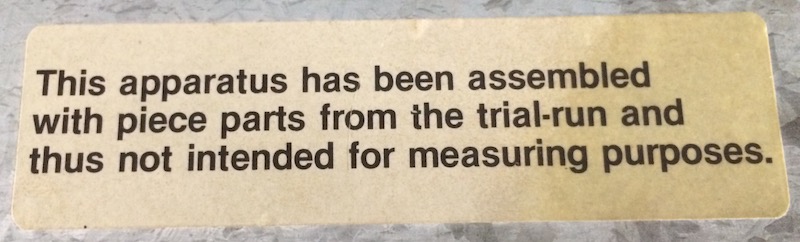 This apparatus has been assembled
with piece parts from the trial-run and
thus not intended for measuring purposes.